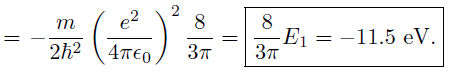 = -\frac{m}{2\hbar^2} \left( \frac{e^2}{4\pi\epsilon_0} \right)^2 \frac{8}{3\pi} = \boxed{\frac{8}{3\pi} E_1 = -11.5 \text{ eV.}}